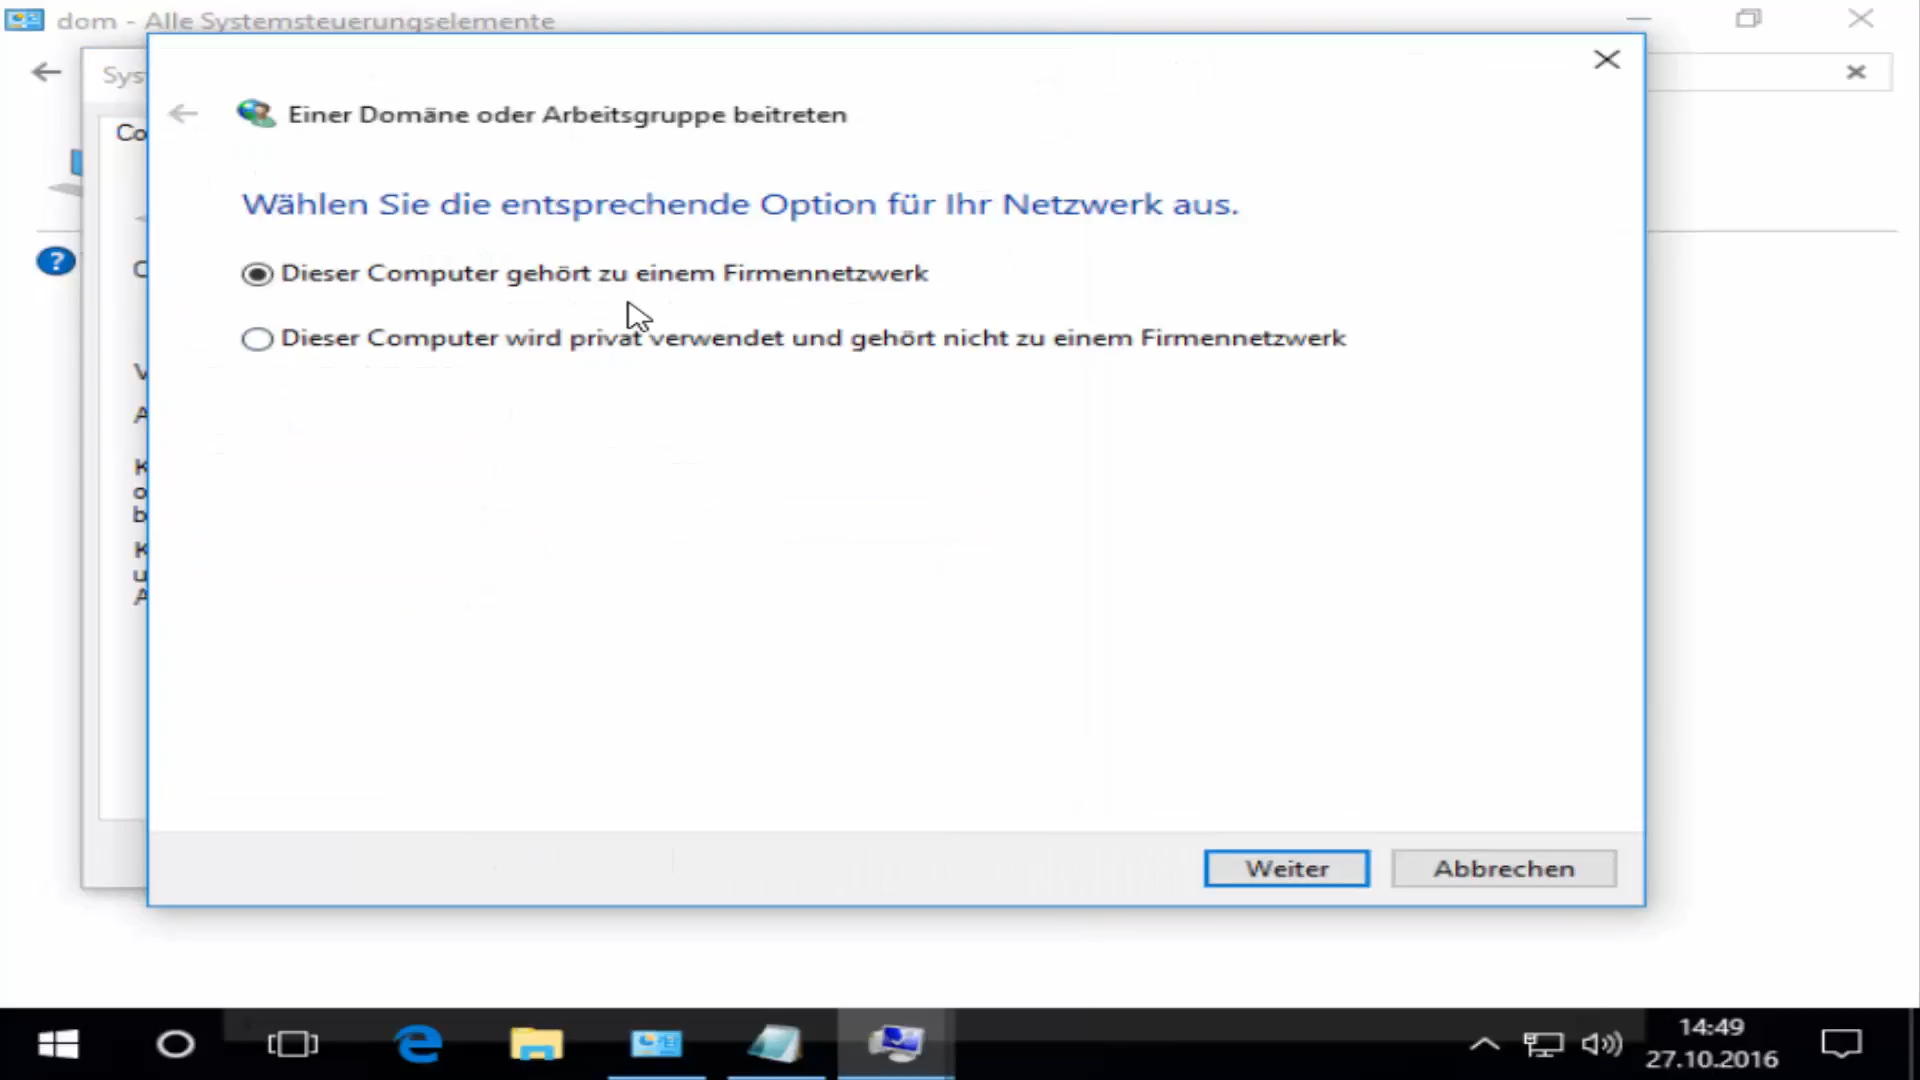 dom - Alle Systemsteuerungselemente
Sys
Co
Einer Domäne oder Arbeitsgruppe beitreten
Wählen Sie die entsprechende Option für Ihr Netzwerk aus.
Dieser Computer gehört zu einem Firmennetzwerk
Dieser Computer wird privat verwendet und gehört nicht zu einem Firmennetzwerk
Weiter
Abbrechen
14:49
27.10.2016